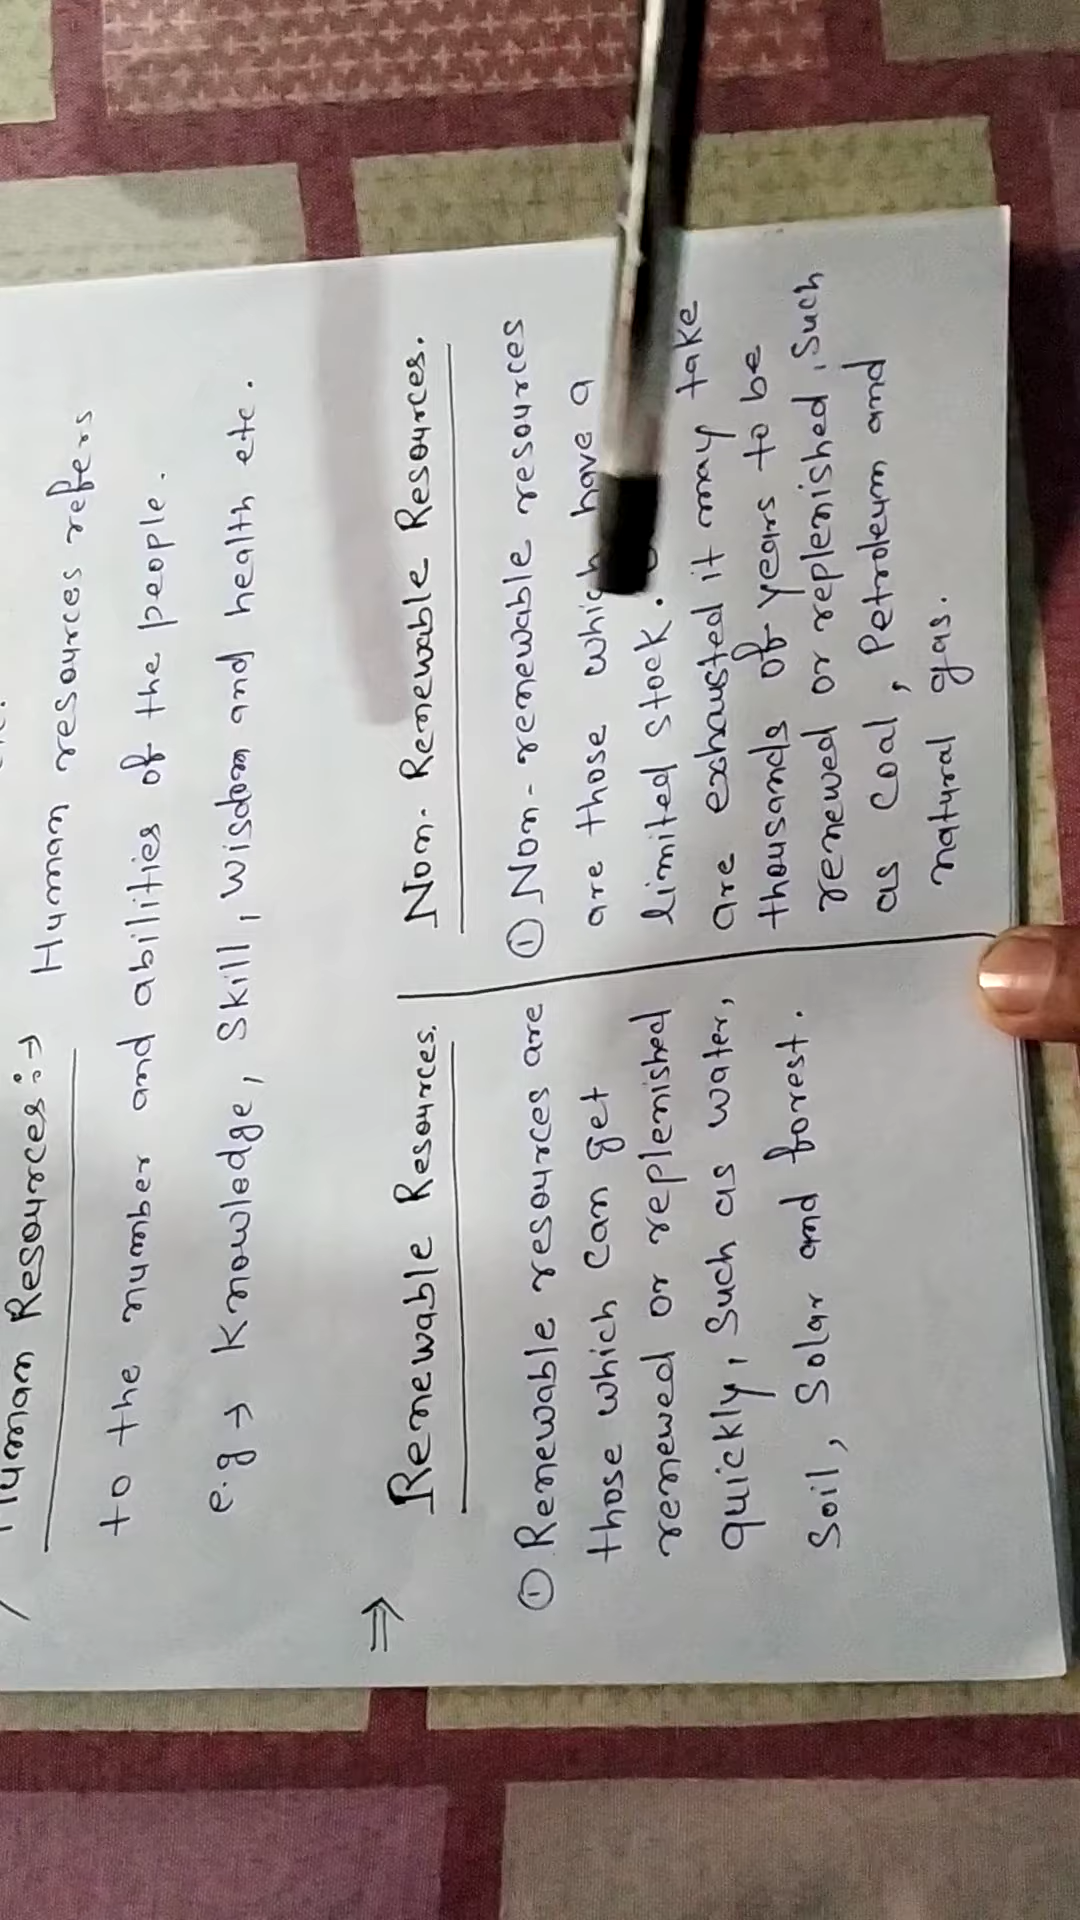 Human Resources :→ Human resources refers
to the number and abilities of the people.
e.g → Knowledge, Skill, Wisdom and health etc.
⇒ Renewable Resources.
① Renewable resources are
those which can get
renewed or replenished
quickly, Such as water,
Soil, Solar and forest.
Non-Renewable Resources.
① Non-renewable resources
are those which have a
limited stock.
are exhausted it may take
thousands of years to be
renewed or replenished, Such
as Coal, Petroleum and
natural gas.